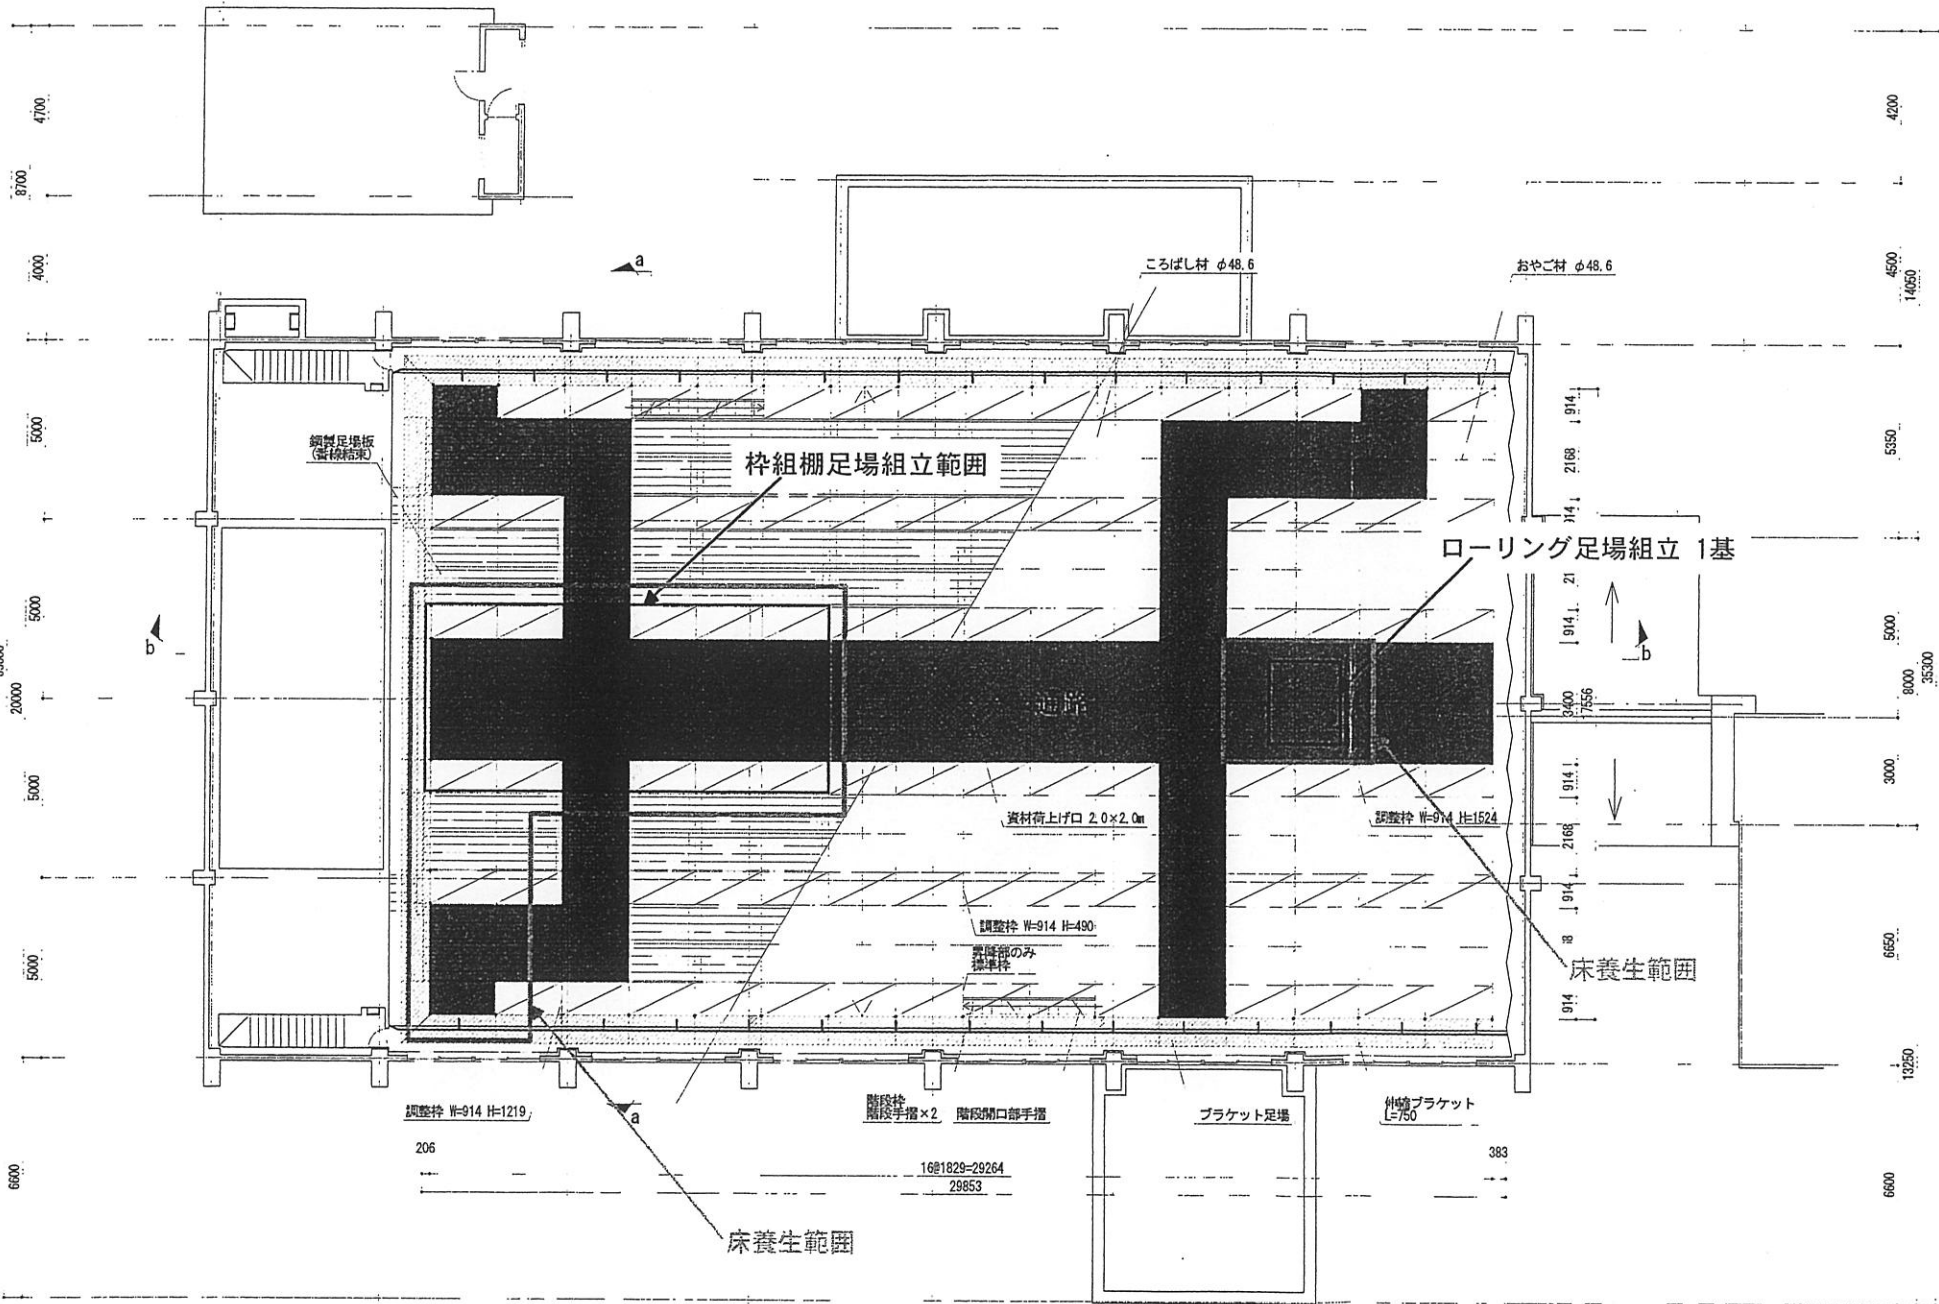 4700
8700
4000
5000
5000
20000
5000
5000
6600
4200
4500
14050
5350
5000
8000
35300
3000
6650
13250
6600
a
ころばし材 φ48.6
おやご材 φ48.6
鋼製足場板
(番線結束)
枠組棚足場組立範囲
ローリング足場組立 1基
914
2168
914
3400
17556
914
2168
914
914
b
b
通路
資材荷上げ口 2.0×2.0m
調整枠 W=914 H=1524
調整枠 W=914 H=490
昇降部のみ
標準枠
床養生範囲
調整枠 W=914 H=1219
a
階段枠
階段手摺×2
階段開口部手摺
ブラケット足場
伸縮ブラケット
L=750
206
16@1829=29264
29853
383
床養生範囲